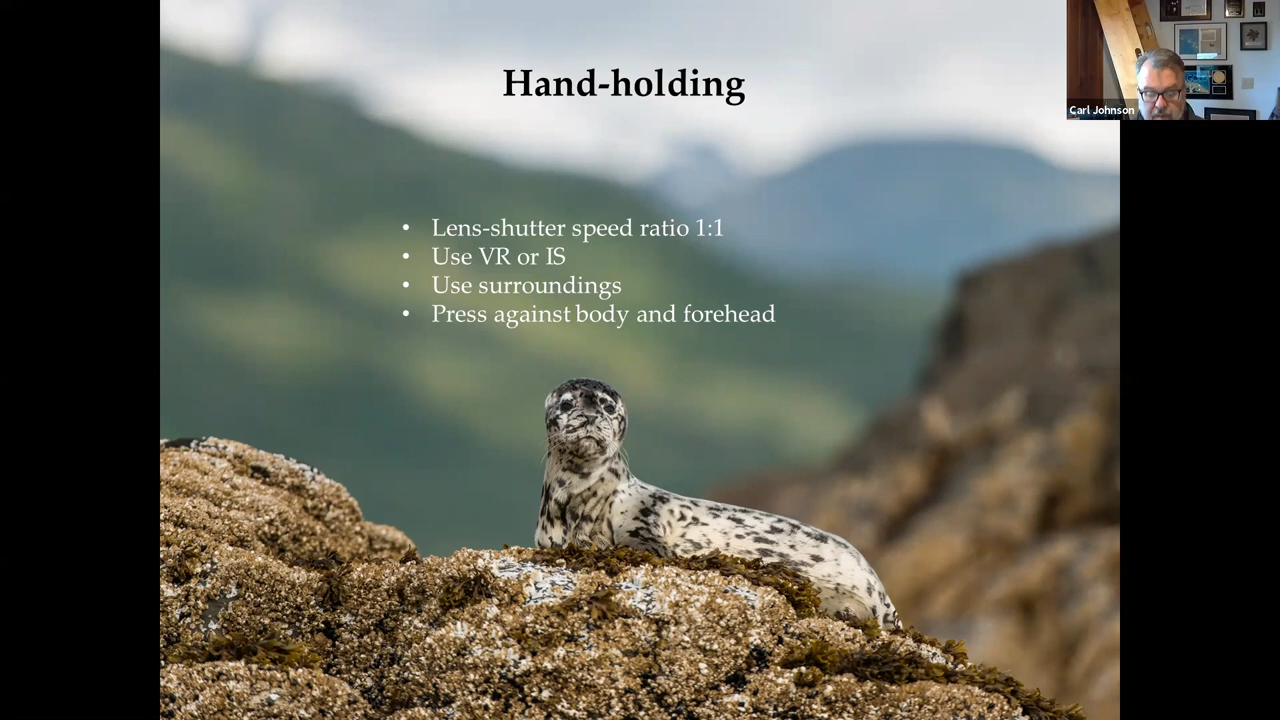 Hand-holding
Carl Johnson
• Lens-shutter speed ratio 1:1
• Use VR or IS
• Use surroundings
• Press against body and forehead